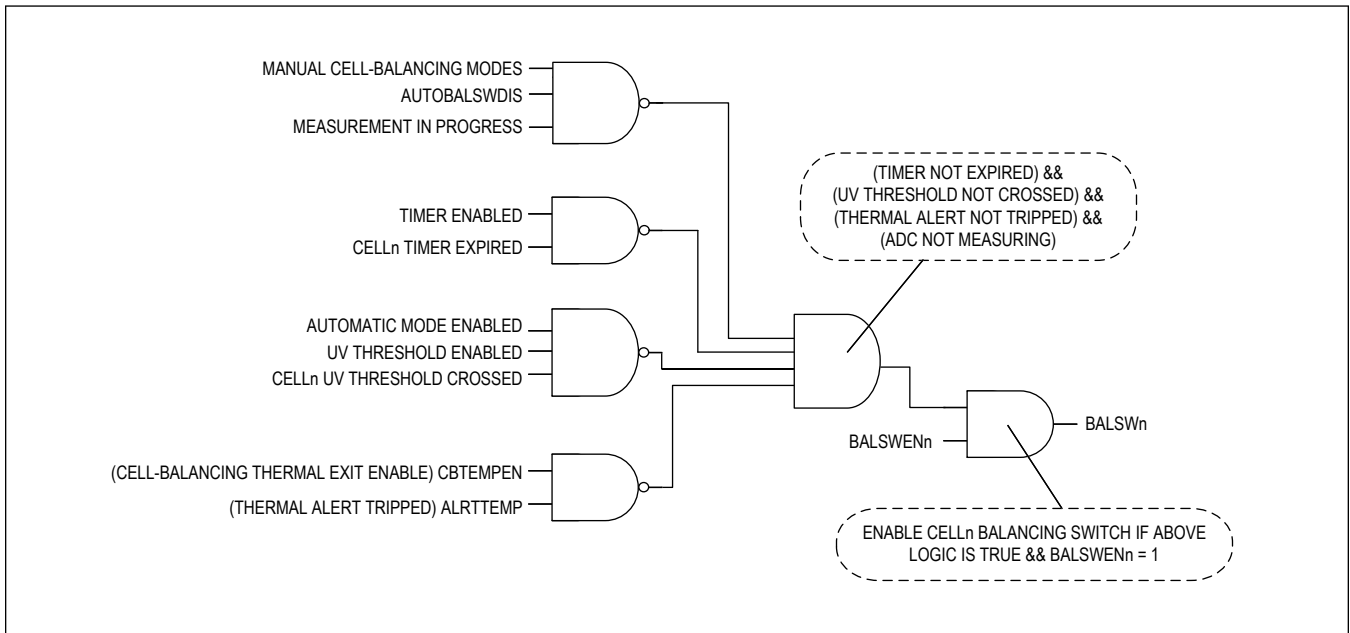 MANUAL CELL-BALANCING MODES
AUTOBALSWDIS
MEASUREMENT IN PROGRESS
TIMER ENABLED
CELLn TIMER EXPIRED
AUTOMATIC MODE ENABLED
UV THRESHOLD ENABLED
CELLn UV THRESHOLD CROSSED
(CELL-BALANCING THERMAL EXIT ENABLE) CBTEMPEN
(THERMAL ALERT TRIPPED) ALRTTEMP
(TIMER NOT EXPIRED) &&
(UV THRESHOLD NOT CROSSED) &&
(THERMAL ALERT NOT TRIPPED) &&
(ADC NOT MEASURING)
BALSWENn
BALSWn
ENABLE CELLn BALANCING SWITCH IF ABOVE
LOGIC IS TRUE && BALSWENn = 1